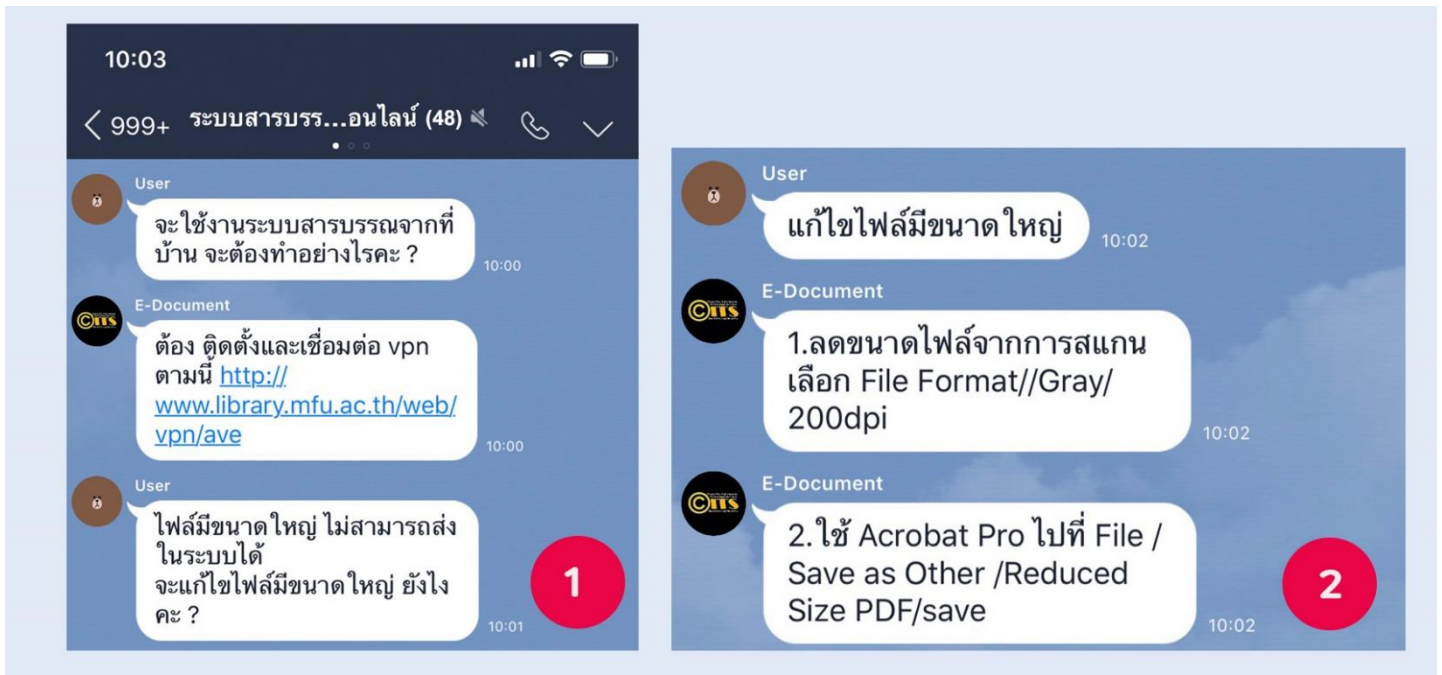 10:03
999+ ระบบสารบรร...อนไลน์ (48)
User
จะใช้งานระบบสารบรรณจากที่
บ้าน จะต้องทำอย่างไรคะ ?
10:00
E-Document
CITS
ต้อง ติดตั้งและเชื่อมต่อ vpn
ตามนี้ http://
www.library.mfu.ac.th/web/
vpn/ave
10:00
User
ไฟล์มีขนาดใหญ่ ไม่สามารถส่ง
ในระบบได้
จะแก้ไขไฟล์มีขนาดใหญ่ ยังไง
คะ ?
10:01
1
User
แก้ไขไฟล์มีขนาดใหญ่
10:02
E-Document
CITS
1.ลดขนาดไฟล์จากการสแกน
เลือก File Format//Gray/
200dpi
10:02
E-Document
CITS
2.ใช้ Acrobat Pro ไปที่ File /
Save as Other /Reduced
Size PDF/save
10:02
2